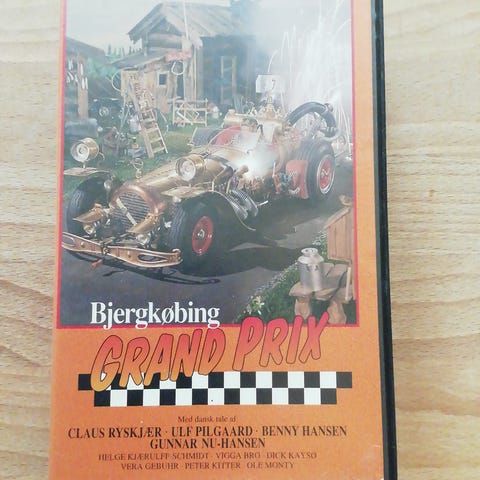 Bjergkøbing
GRAND PRIX
Med dansk tale af
CLAUS RYSKJÆR · ULF PILGAARD · BENNY HANSEN
GUNNAR NU-HANSEN
HELGE KJÆRULFF-SCHMIDT · VIGGA BRO · DICK KAYSØ
VERA GEBUHR · PETER KITTER · OLE MONTY